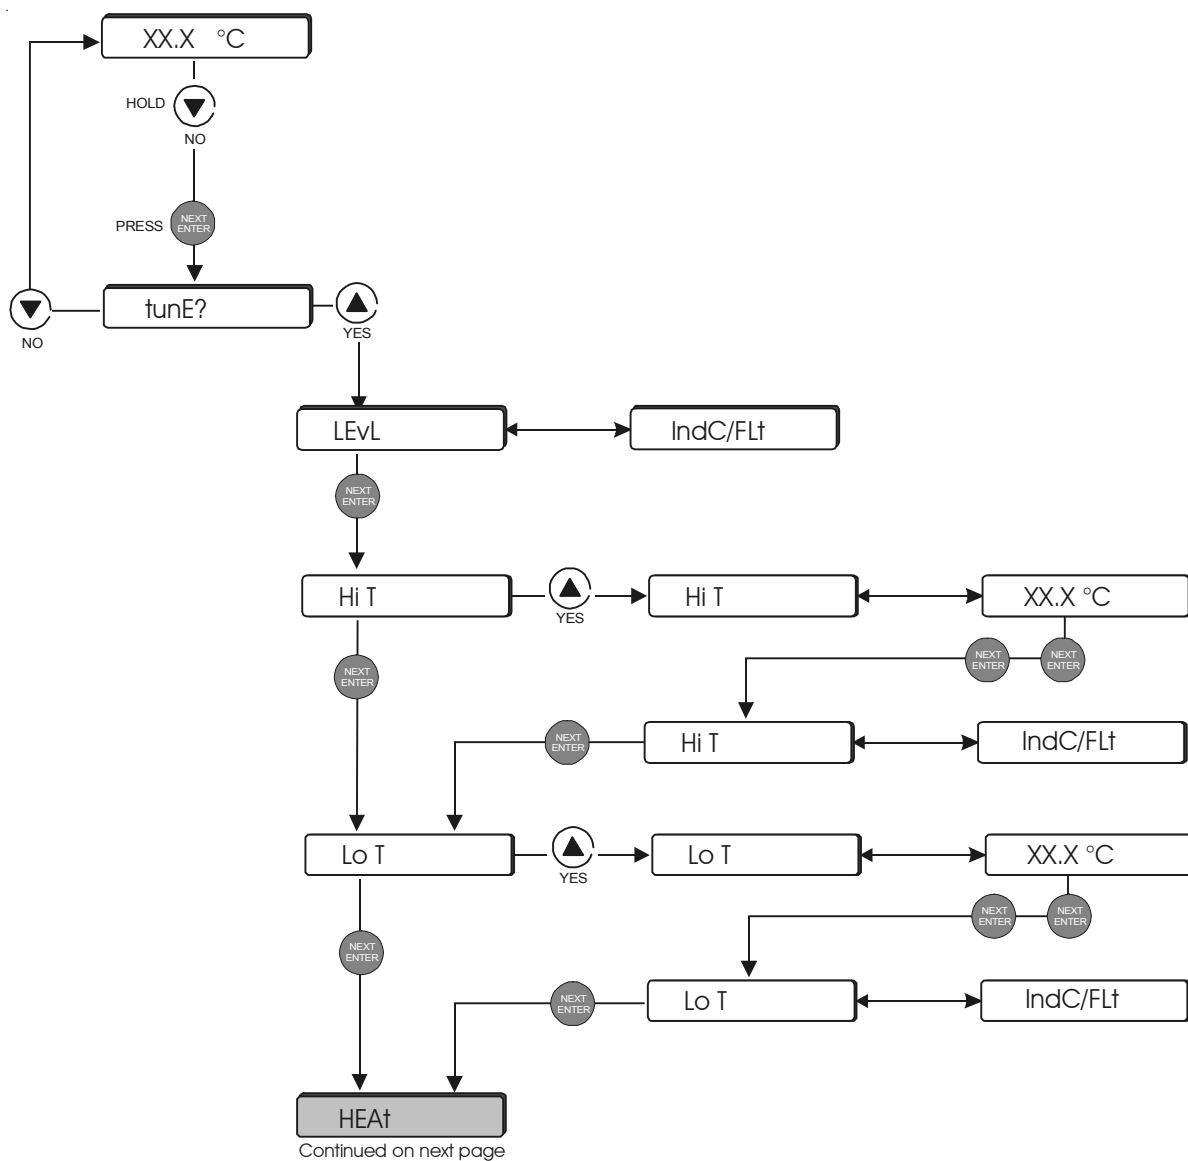 XX.X °C
HOLD
NO
PRESS
NEXT
ENTER
tunE?
NO
YES
LEvL
IndC/FLt
NEXT
ENTER
Hi T
YES
Hi T
XX.X °C
NEXT
ENTER
NEXT
ENTER
NEXT
ENTER
Hi T
IndC/FLt
NEXT
ENTER
Lo T
YES
Lo T
XX.X °C
NEXT
ENTER
NEXT
ENTER
NEXT
ENTER
Lo T
IndC/FLt
NEXT
ENTER
HEAt
Continued on next page